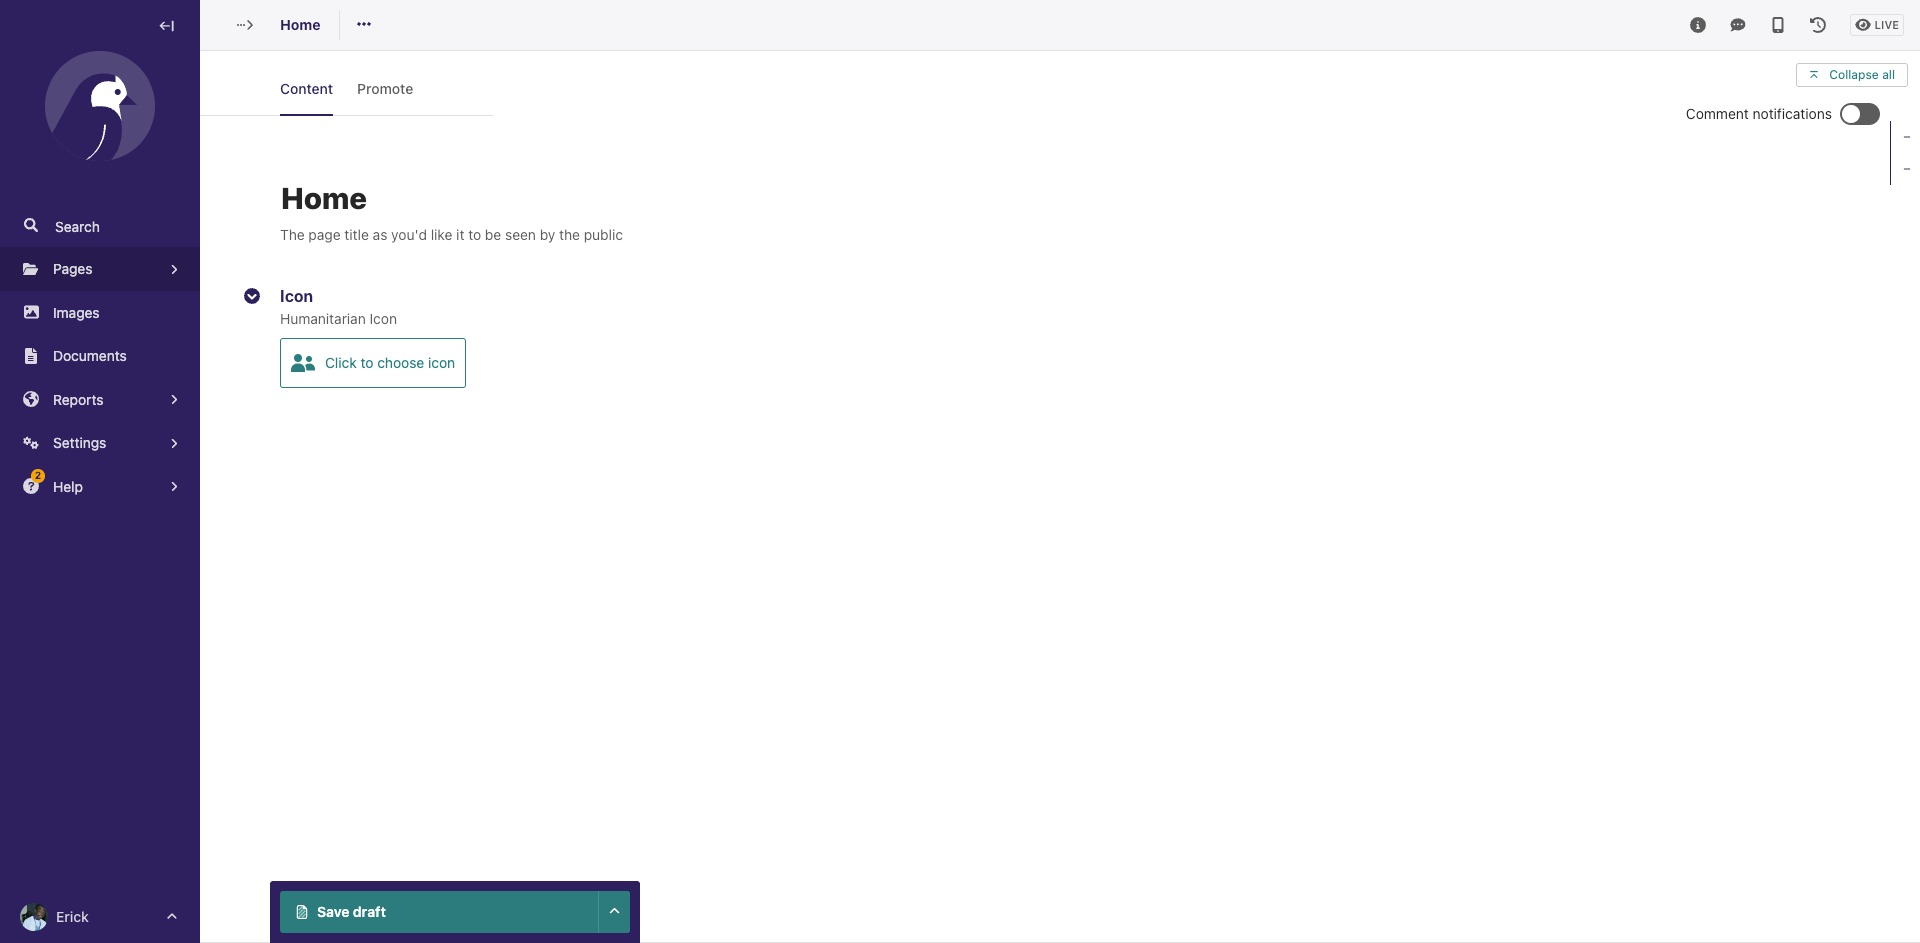 Home
LIVE
Content
Promote
Collapse all
Comment notifications
Search
Pages
Images
Documents
Reports
Settings
2
Help
Home
The page title as you'd like it to be seen by the public
Icon
Humanitarian Icon
Click to choose icon
Erick
Save draft